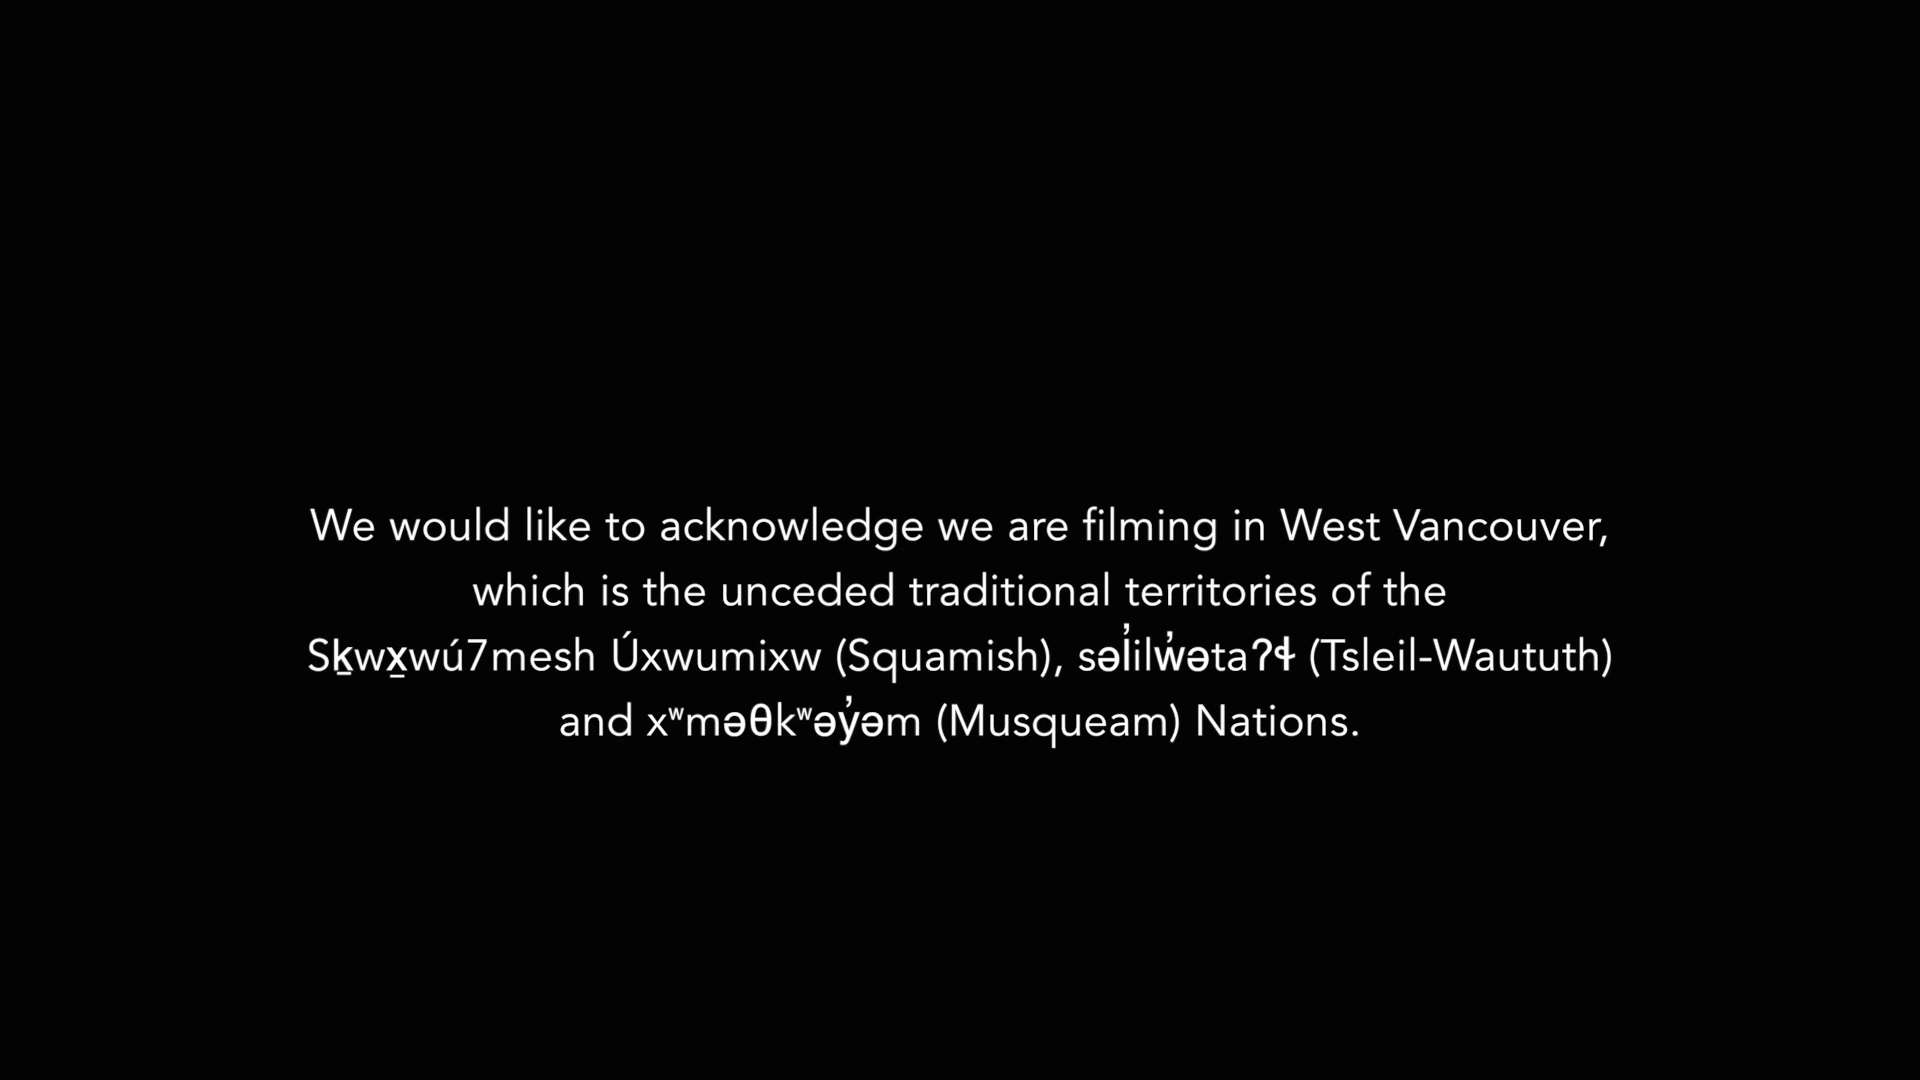 We would like to acknowledge we are filming in West Vancouver,
which is the unceded traditional territories of the
Sḵwx̱wú7mesh Úxwumixw (Squamish), səl̓ilw̓ətaʔɬ (Tsleil-Waututh)
and xʷməθkʷəy̓əm (Musqueam) Nations.